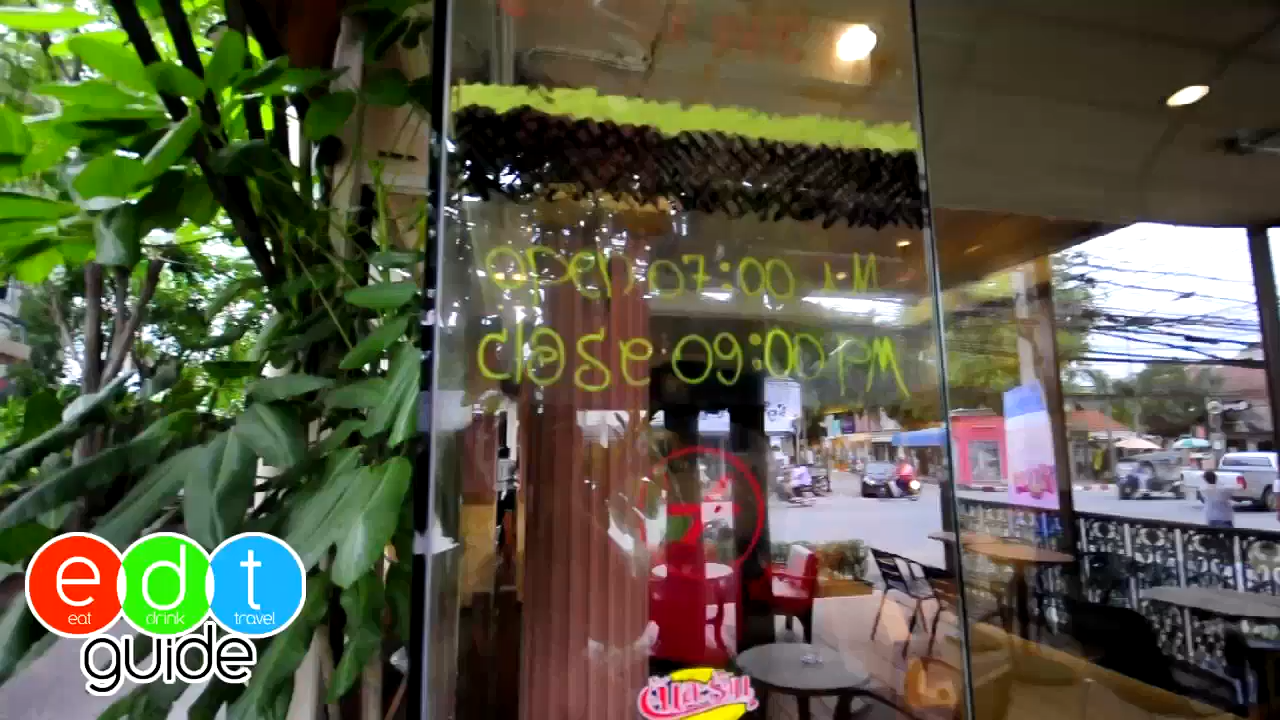 open 07:00 AM
close 09:00 PM
e d t
eat drink travel
guide